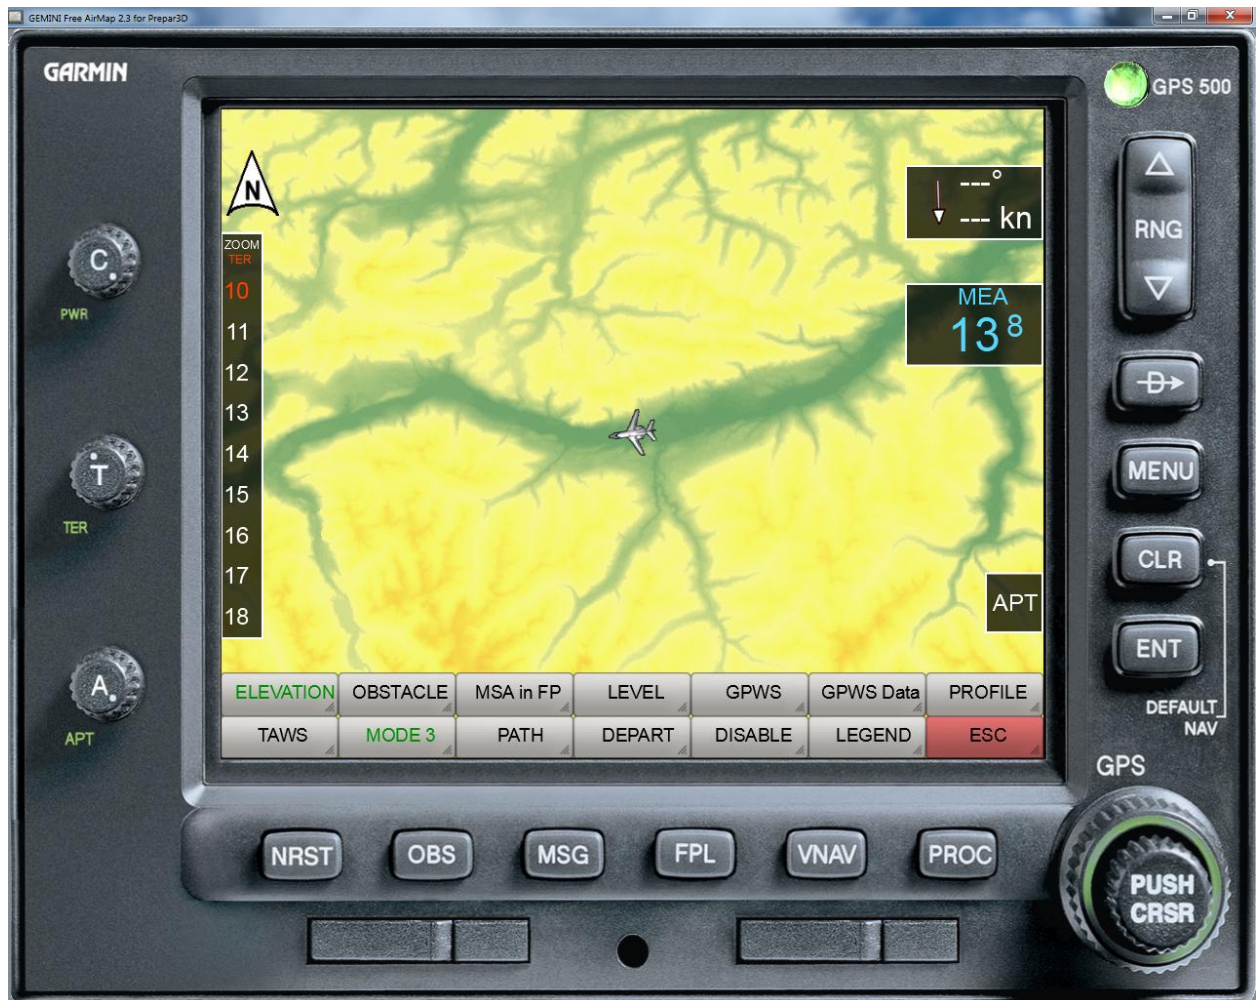 GEMINI Free AirMap 2.3 for Prepar3D
GARMIN
GPS 500
N
---°
--- kn
RNG
ZOOM
TER
10
11
12
13
14
15
16
17
18
MEA
13 8
C
PWR
T
TER
A
APT
D
MENU
CLR
ENT
DEFAULT
NAV
APT
ELEVATION OBSTACLE MSA in FP LEVEL GPWS GPWS Data PROFILE
TAWS MODE 3 PATH DEPART DISABLE LEGEND ESC
GPS
NRST OBS MSG FPL VNAV PROC
PUSH
CRSR